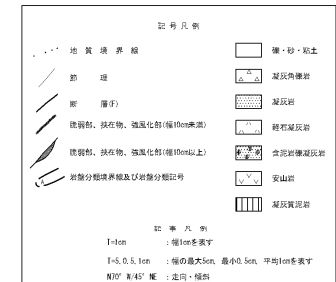 記号凡例
地質境界線
節理
断層(F)
脆弱部、挟在物、強風化部(幅10cm未満)
脆弱部、挟在物、強風化部(幅10cm以上)
岩盤分類境界線及び岩盤分類記号
礫・砂・粘土
凝灰角礫岩
凝灰岩
軽石凝灰岩
含泥岩礫凝灰岩
安山岩
凝灰質泥岩
記事凡例
T=1cm :幅1cmを表す
T=5,0.5,1cm :幅の最大5cm, 最小0.5cm, 平均1cmを表す
N70°W/45°NE :走向・傾斜